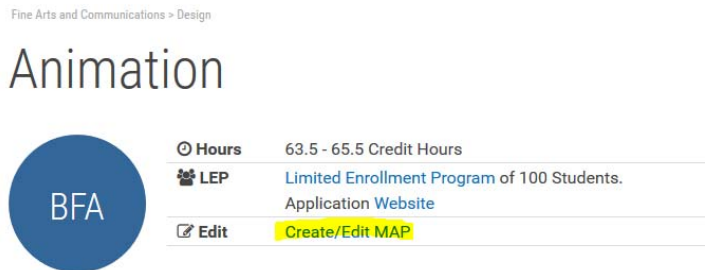 Fine Arts and Communications > Design
Animation
BFA
Hours 63.5 - 65.5 Credit Hours
LEP Limited Enrollment Program of 100 Students.
Application Website
Edit Create/Edit MAP